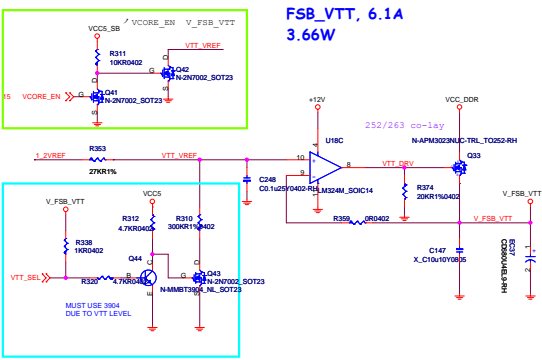 FSB_VTT, 6.1A
3.66W
VCORE_EN V_FSB_VTT
VCC5_SB
R311
10KR0402
VTT_VREF
Q42
N-2N7002_SOT23
G
D
S
Q41
N-2N7002_SOT23
G
D
S
15 VCORE_EN
+12V
VCC_DDR
252/263 co-lay
N-APM3023NUC-TRL_TO252-RH
Q33
U18C
1_2VREF
R353
27KR1%
VTT_VREF
10
9
8
4
LM324M_SOIC14
VTT_DRV
R374
20KR1%0402
C248
C0.1u25Y0402-RH
R359
0R0402
V_FSB_VTT
V_FSB_VTT
C147
X_C10u10Y0805
EC37
1
2
V_FSB_VTT
R338
1KR0402
VCC5
R312
4.7KR0402
R310
300KR1%0402
VTT_SEL
R320
4.7KR0402
Q44
B
C
E
N-MMBT3904_NL_SOT23
Q43
N-2N7002_SOT23
G
D
S
MUST USE 3904
DUE TO VTT LEVEL